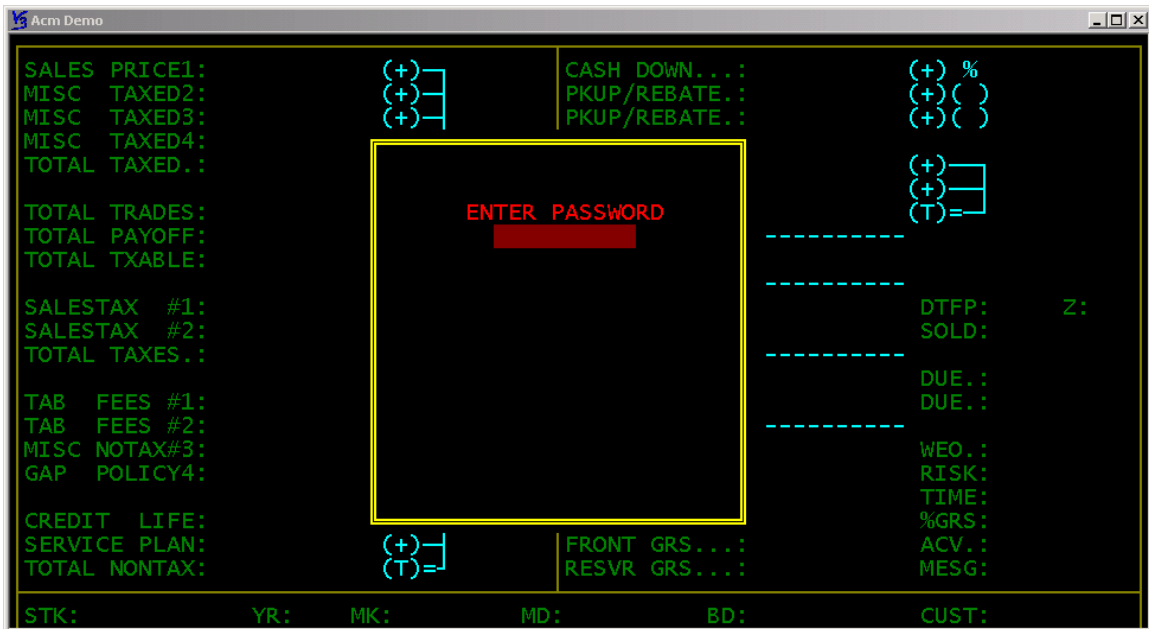 Acm Demo
SALES PRICE1: (+) CASH DOWN...: (+) %
MISC TAXED2: (+) PKUP/REBATE.: (+)( )
MISC TAXED3: (+) PKUP/REBATE.: (+)( )
MISC TAXED4:
TOTAL TAXED.: (+)
(+)
TOTAL TRADES: ENTER PASSWORD (T)=
TOTAL PAYOFF: ----------
TOTAL TXABLE:
----------
SALESTAX #1: DTFP: Z:
SALESTAX #2: SOLD:
TOTAL TAXES.: ----------
DUE.:
TAB FEES #1: DUE.:
TAB FEES #2: ----------
MISC NOTAX#3: WEO.:
GAP POLICY4: RISK:
TIME:
CREDIT LIFE: %GRS:
SERVICE PLAN: (+) FRONT GRS...: ACV.:
TOTAL NONTAX: (T)= RESVR GRS...: MESG:
STK: YR: MK: MD: BD: CUST: